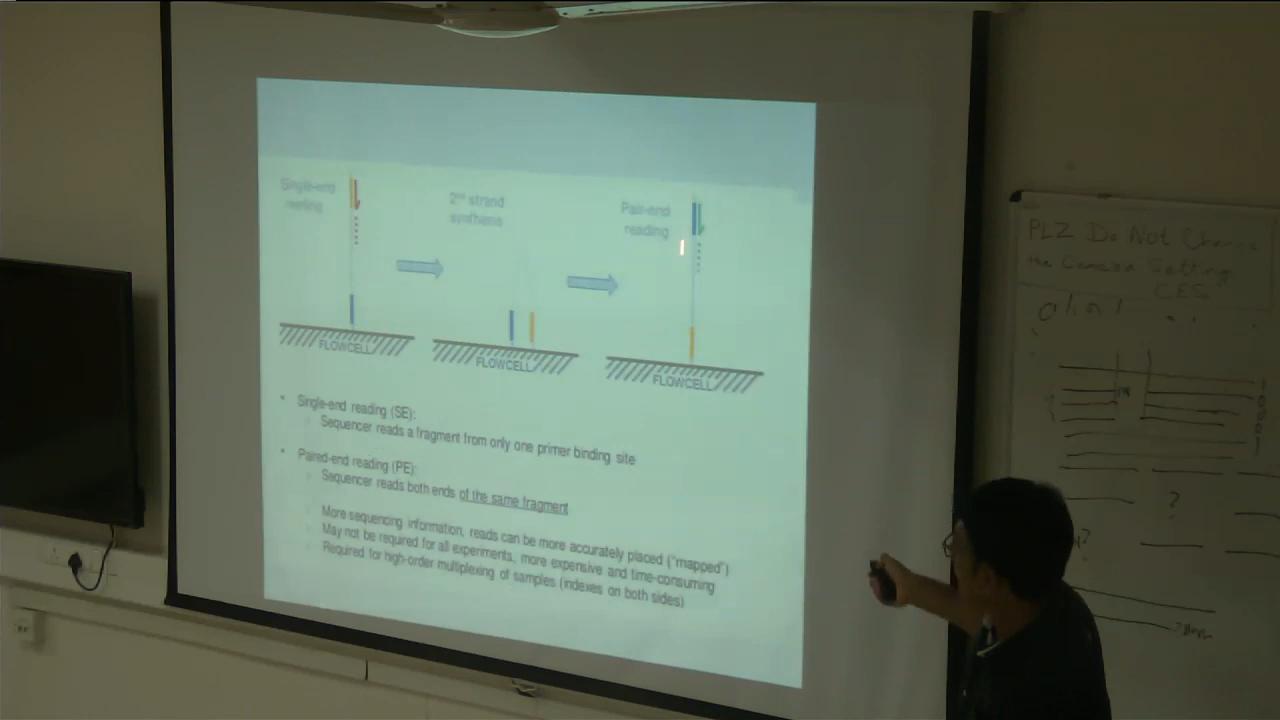 Single-end
reading
2nd strand
synthesis
Pair-end
reading
FLOWCELL
FLOWCELL
FLOWCELL
• Single-end reading (SE):
Sequencer reads a fragment from only one primer binding site
• Paired-end reading (PE):
Sequencer reads both ends of the same fragment
More sequencing information, reads can be more accurately placed ("mapped")
May not be required for all experiments, more expensive and time-consuming
Required for high-order multiplexing of samples (indexes on both sides)
PLZ Do Not Change
the Camera Setting
CES
?
?